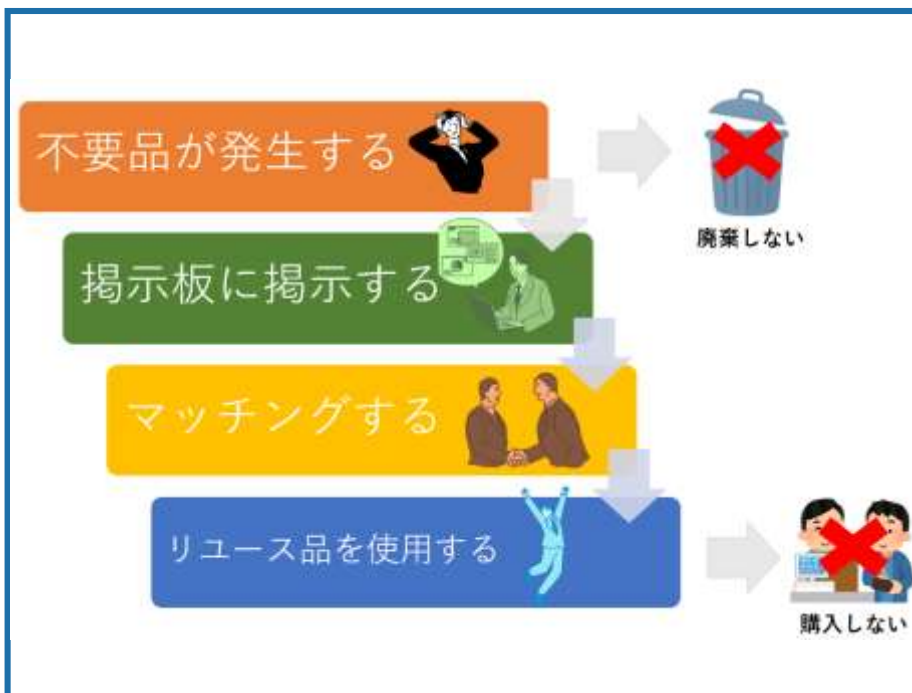 不要品が発生する
廃棄しない
掲示板に掲示する
マッチングする
リユース品を使用する
購入しない